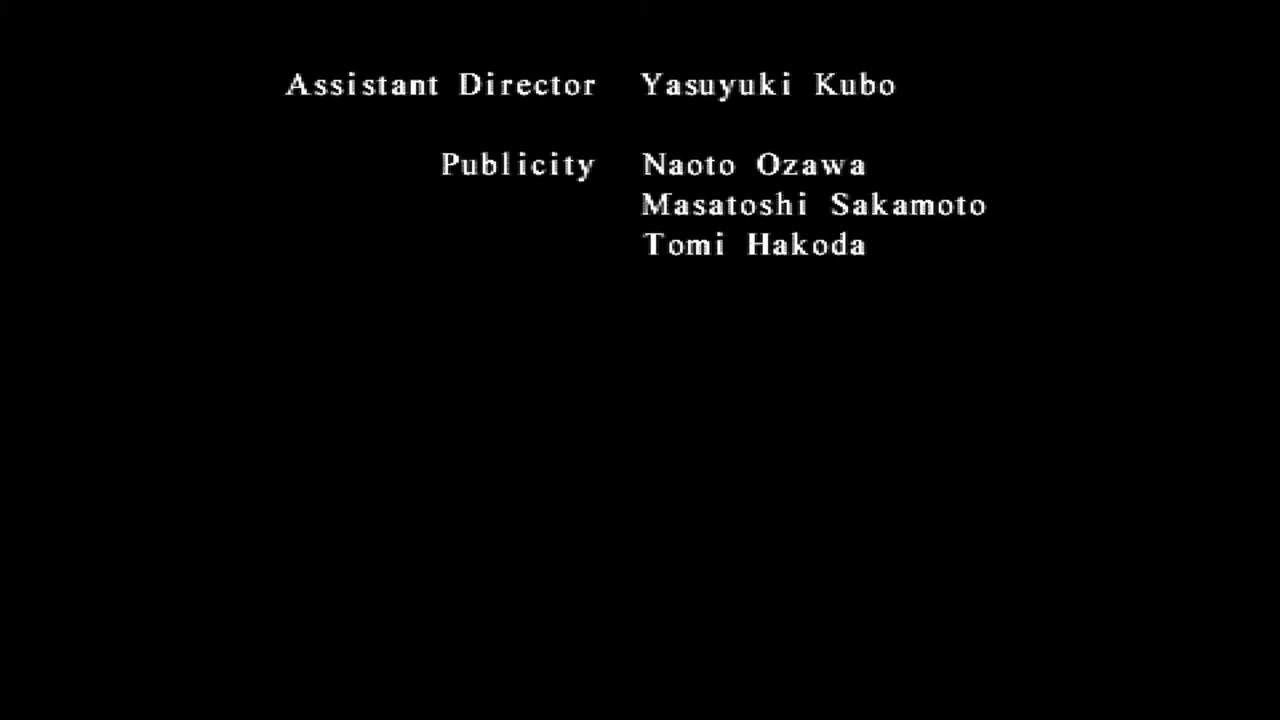 Assistant Director Yasuyuki Kubo
Publicity Naoto Ozawa
Masatoshi Sakamoto
Tomi Hakoda